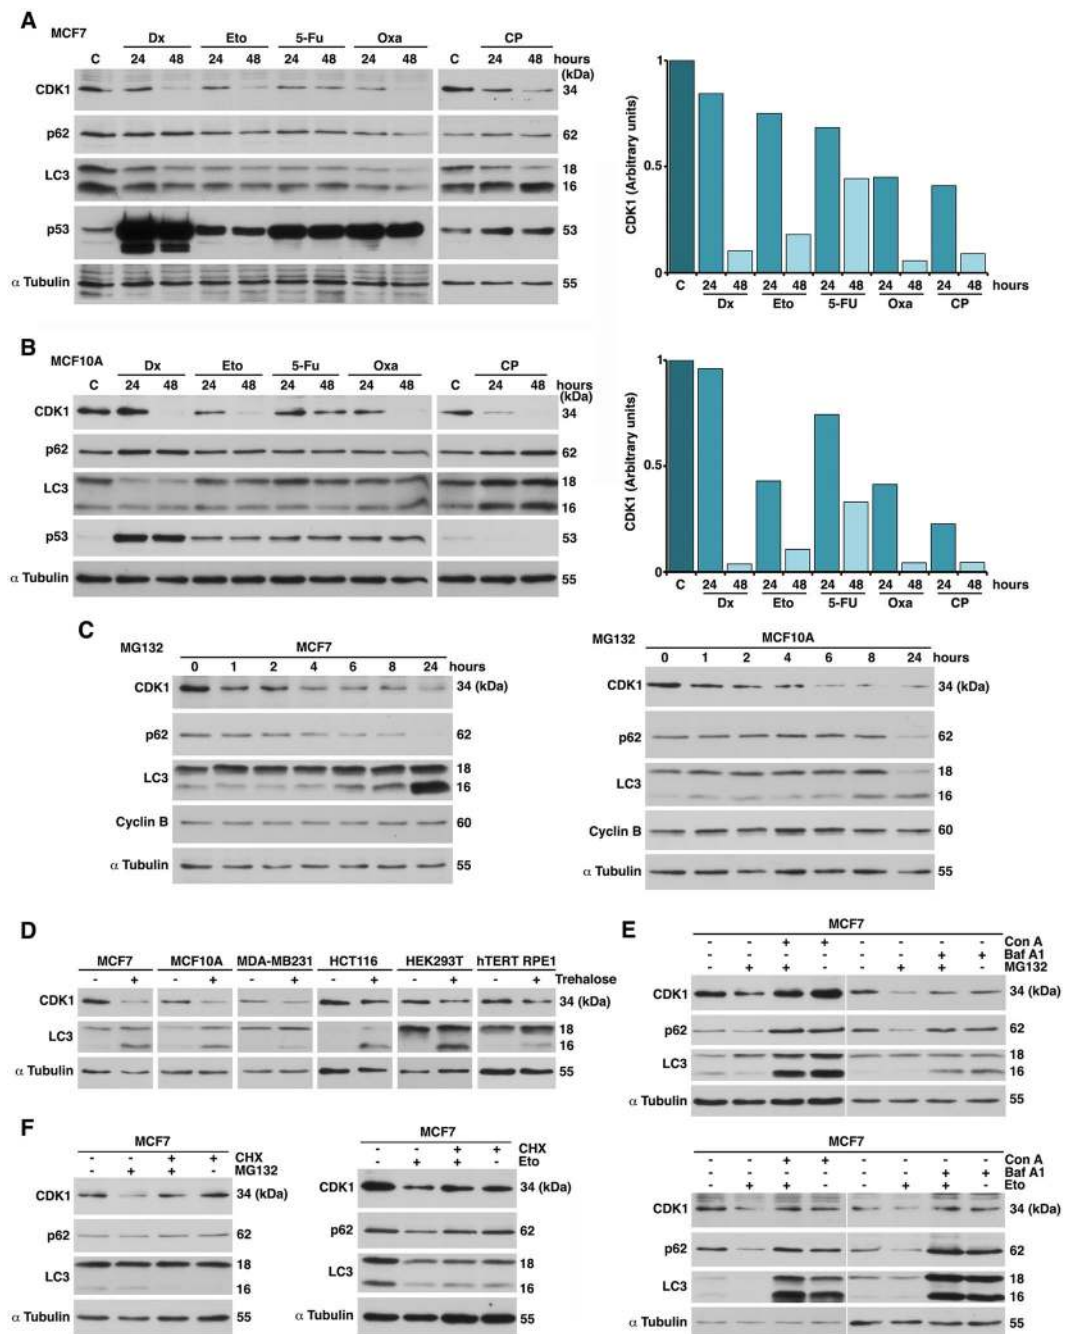 A
MCF7
Dx Eto 5-Fu Oxa CP
C 24 48 24 48 24 48 24 48 C 24 48 hours
(kDa)
CDK1 34
p62 62
LC3 18
16
p53 53
α Tubulin 55
CDK1 (Arbitrary units)
1
0.5
0
C 24 48 24 48 24 48 24 48 24 48 hours
Dx Eto 5-FU Oxa CP
B
MCF10A
Dx Eto 5-Fu Oxa CP
C 24 48 24 48 24 48 24 48 C 24 48 hours
(kDa)
CDK1 34
p62 62
LC3 18
16
p53 53
α Tubulin 55
CDK1 (Arbitrary units)
1
0.5
0
C 24 48 24 48 24 48 24 48 24 48 hours
Dx Eto 5-FU Oxa CP
C
MG132 MCF7
0 1 2 4 6 8 24 hours
CDK1 34 (kDa)
p62 62
LC3 18
16
Cyclin B 60
α Tubulin 55
MG132 MCF10A
0 1 2 4 6 8 24 hours
CDK1 34 (kDa)
p62 62
LC3 18
16
Cyclin B 60
α Tubulin 55
D
MCF7 MCF10A MDA-MB231 HCT116 HEK293T hTERT RPE1
- + - + - + - + - + - + Trehalose
CDK1 34 (kDa)
LC3 18
16
α Tubulin 55
E
MCF7
- - + + - - - - Con A
- - - - - - + + Baf A1
- + + - - + + - MG132
CDK1 34 (kDa)
p62 62
LC3 18
16
α Tubulin 55
MCF7
- - + + - - - - Con A
- - - - - - + + Baf A1
- + + - - + + - Eto
CDK1 34 (kDa)
p62 62
LC3 18
16
α Tubulin 55
F
MCF7
- - + + CHX
- + + - MG132
CDK1 34 (kDa)
p62 62
LC3 18
16
α Tubulin 55
MCF7
- - + + CHX
- + + - Eto
CDK1 34 (kDa)
p62 62
LC3 18
16
α Tubulin 55